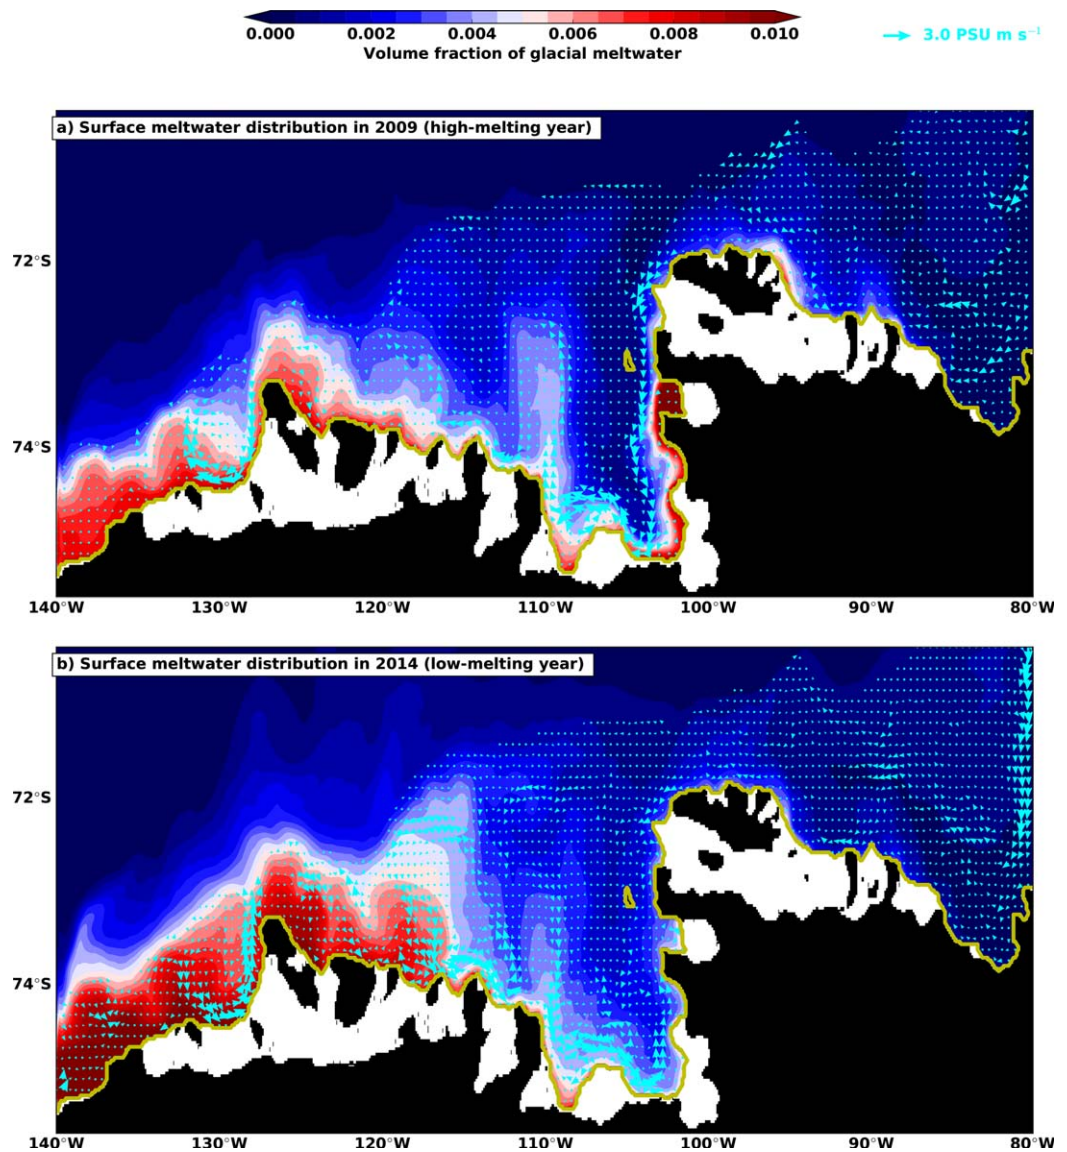 0.000 0.002 0.004 0.006 0.008 0.010
Volume fraction of glacial meltwater
3.0 PSU m s⁻¹
a) Surface meltwater distribution in 2009 (high-melting year)
72°S
74°S
140°W 130°W 120°W 110°W 100°W 90°W 80°W
b) Surface meltwater distribution in 2014 (low-melting year)
72°S
74°S
140°W 130°W 120°W 110°W 100°W 90°W 80°W